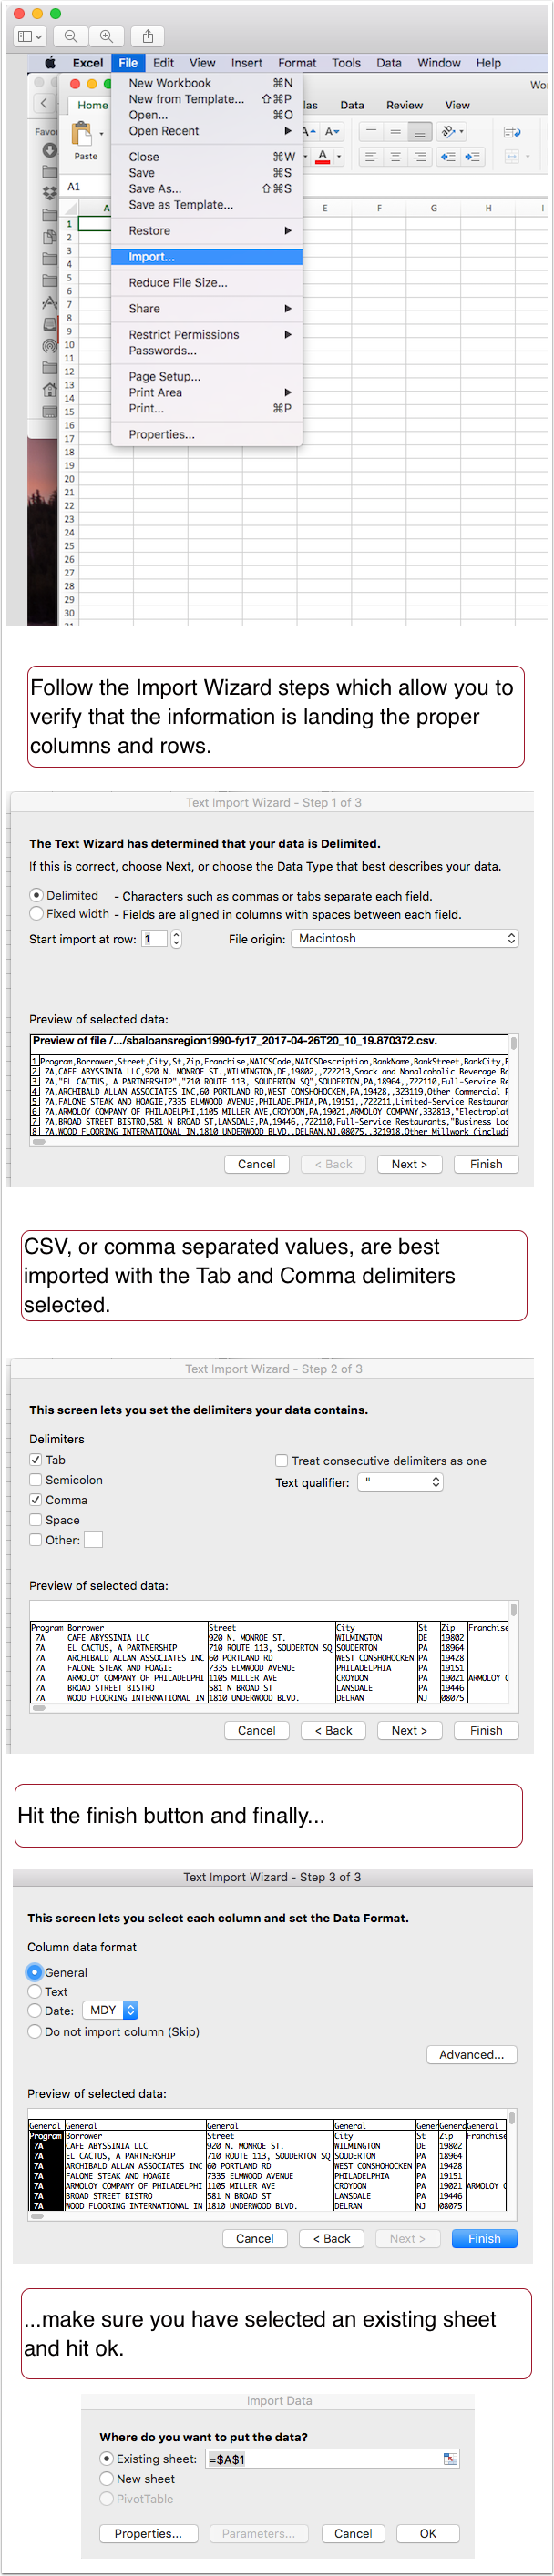 Excel File Edit View Insert Format Tools Data Window Help
New Workbook ⌘N
New from Template... ⇧⌘P
Open... ⌘O
Open Recent
Close ⌘W
Save ⌘S
Save As... ⇧⌘S
Save as Template...
Restore
Import...
Reduce File Size...
Share
Restrict Permissions
Passwords...
Page Setup...
Print Area
Print... ⌘P
Properties...
Home Data Review View
Paste
A1
A E F G H I
1
2
3
4
5
6
7
8
9
10
11
12
13
14
15
16
17
18
19
20
21
22
23
24
25
26
27
28
29
30
Follow the Import Wizard steps which allow you to
verify that the information is landing the proper
columns and rows.
Text Import Wizard - Step 1 of 3
The Text Wizard has determined that your data is Delimited.
If this is correct, choose Next, or choose the Data Type that best describes your data.
Delimited - Characters such as commas or tabs separate each field.
Fixed width - Fields are aligned in columns with spaces between each field.
Start import at row: 1 File origin: Macintosh
Preview of selected data:
Preview of file /.../sbaloansregion1990-fy17_2017-04-26T20_10_19.870372.csv.
1 Program,Borrower,Street,City,St,Zip,Franchise,NAICSCode,NAICSDescription,BankName,BankStreet,BankCity,
2 7A,CAFE ABYSSINIA LLC,920 N. MONROE ST.,WILMINGTON,DE,19802,,722213,Snack and Nonalcoholic Beverage
3 7A,"EL CACTUS, A PARTNERSHIP","710 ROUTE 113, SOUDERTON SQ",SOUDERTON,PA,18964,,722110,Full-Service
4 7A,ARCHIBALD ALLAN ASSOCIATES INC,60 PORTLAND RD,WEST CONSHOHOCKEN,PA,19428,,323119,Other Commercial
5 7A,FALONE STEAK AND HOAGIE,7335 ELMWOOD AVENUE,PHILADELPHIA,PA,19151,,722211,Limited-Service Restauran
6 7A,ARMOLOY COMPANY OF PHILADELPHI,1105 MILLER AVE,CROYDON,PA,19021,ARMOLOY COMPANY,332813,"Electroplat
7 7A,BROAD STREET BISTRO,581 N BROAD ST,LANSDALE,PA,19446,,722110,Full-Service Restaurants,"Business
8 7A,WOOD FLOORING INTERNATIONAL IN,1810 UNDERWOOD BLVD.,DELRAN,NJ,08075,,321918,Other Millwork (includi
Cancel < Back Next > Finish
CSV, or comma separated values, are best
imported with the Tab and Comma delimiters
selected.
Text Import Wizard - Step 2 of 3
This screen lets you set the delimiters your data contains.
Delimiters
Tab Treat consecutive delimiters as one
Semicolon Text qualifier: "
Comma
Space
Other:
Preview of selected data:
Program Borrower Street City St Zip Franchise
7A CAFE ABYSSINIA LLC 920 N. MONROE ST. WILMINGTON DE 19802
7A EL CACTUS, A PARTNERSHIP 710 ROUTE 113, SOUDERTON SQ SOUDERTON PA 18964
7A ARCHIBALD ALLAN ASSOCIATES INC 60 PORTLAND RD WEST CONSHOHOCKEN PA 19428
7A FALONE STEAK AND HOAGIE 7335 ELMWOOD AVENUE PHILADELPHIA PA 19151
7A ARMOLOY COMPANY OF PHILADELPHI 1105 MILLER AVE CROYDON PA 19021 ARMOLOY
7A BROAD STREET BISTRO 581 N BROAD ST LANSDALE PA 19446
7A WOOD FLOORING INTERNATIONAL IN 1810 UNDERWOOD BLVD. DELRAN NJ 08075
Cancel < Back Next > Finish
Hit the finish button and finally...
Text Import Wizard - Step 3 of 3
This screen lets you select each column and set the Data Format.
Column data format
General
Text
Date: MDY
Do not import column (Skip)
Advanced...
Preview of selected data:
General General General General Gener Genera General
Program Borrower Street City St Zip Franchise
7A CAFE ABYSSINIA LLC 920 N. MONROE ST. WILMINGTON DE 19802
7A EL CACTUS, A PARTNERSHIP 710 ROUTE 113, SOUDERTON SQ SOUDERTON PA 18964
7A ARCHIBALD ALLAN ASSOCIATES INC 60 PORTLAND RD WEST CONSHOHOCKEN PA 19428
7A FALONE STEAK AND HOAGIE 7335 ELMWOOD AVENUE PHILADELPHIA PA 19151
7A ARMOLOY COMPANY OF PHILADELPHI 1105 MILLER AVE CROYDON PA 19021 ARMOLOY
7A BROAD STREET BISTRO 581 N BROAD ST LANSDALE PA 19446
7A WOOD FLOORING INTERNATIONAL IN 1810 UNDERWOOD BLVD. DELRAN NJ 08075
Cancel < Back Next > Finish
...make sure you have selected an existing sheet
and hit ok.
Import Data
Where do you want to put the data?
Existing sheet: =$A$1
New sheet
PivotTable
Properties... Parameters... Cancel OK